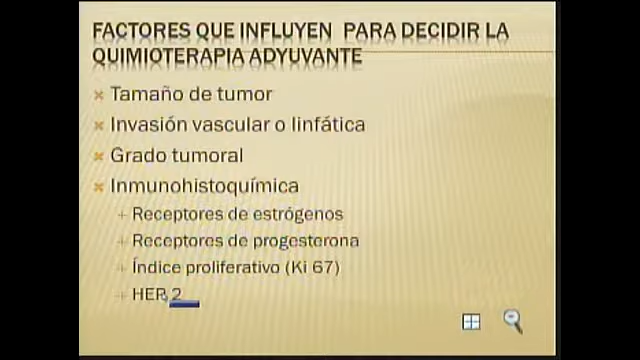 FACTORES QUE INFLUYEN PARA DECIDIR LA
QUIMIOTERAPIA ADYUVANTE
Tamaño de tumor
Invasión vascular o linfática
Grado tumoral
Inmunohistoquímica
Receptores de estrógenos
Receptores de progesterona
Índice proliferativo (Ki 67)
HER 2